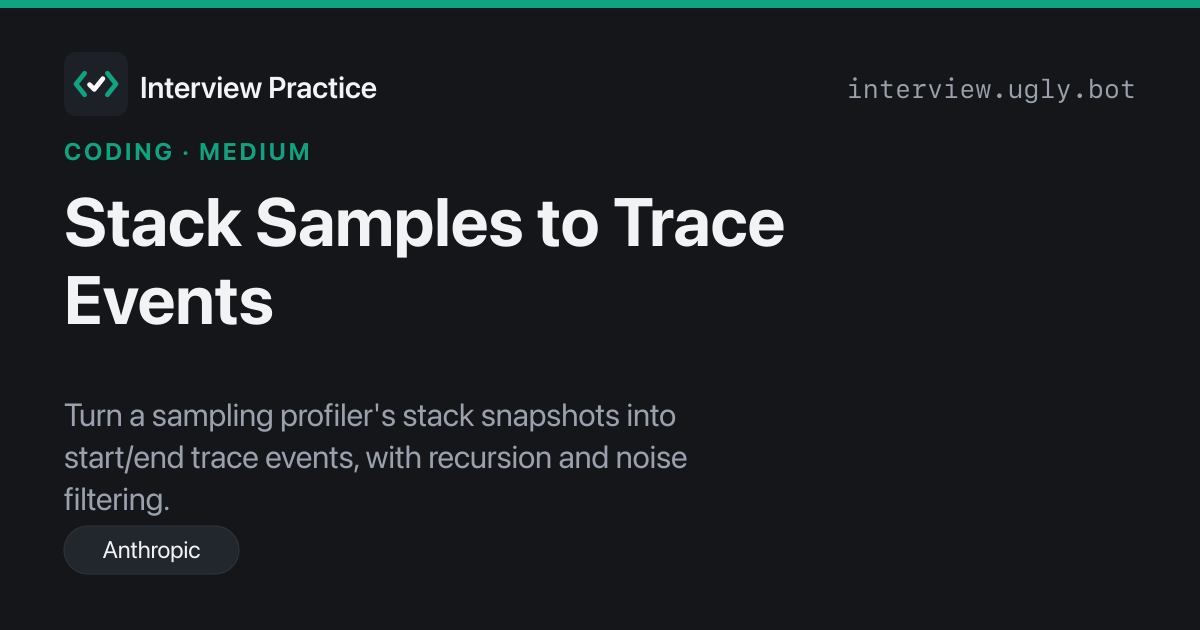 Interview Practice
interview.ugly.bot
CODING · MEDIUM
Stack Samples to Trace
Events
Turn a sampling profiler's stack snapshots into
start/end trace events, with recursion and noise
filtering.
Anthropic